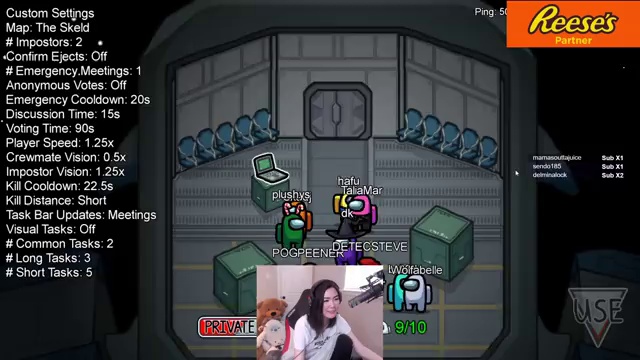 Custom Settings
Map: The Skeld
# Impostors: 2
Confirm Ejects: Off
# Emergency Meetings: 1
Anonymous Votes: Off
Emergency Cooldown: 20s
Discussion Time: 15s
Voting Time: 90s
Player Speed: 1.25x
Crewmate Vision: 0.5x
Impostor Vision: 1.25x
Kill Cooldown: 22.5s
Kill Distance: Short
Task Bar Updates: Meetings
Visual Tasks: Off
# Common Tasks: 2
# Long Tasks: 3
# Short Tasks: 5
Ping:
Reese's
Partner
mamasouttajuice Sub X1
sendo185 Sub X1
delminalock Sub X2
hafu
TaliaMar
plushys
dk
DETECSTEVE
POGPEENER
Wolfabelle
PRIVATE
9/10
USE